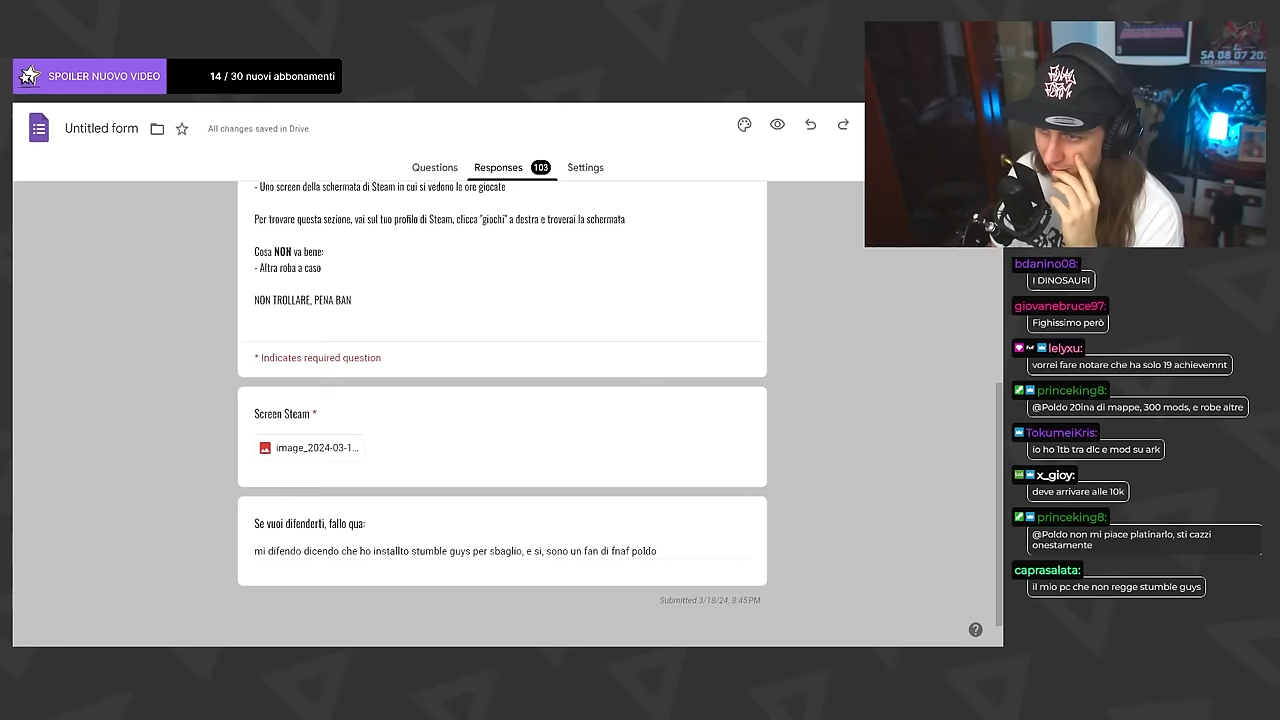 SPOILER NUOVO VIDEO
14 / 30 nuovi abbonamenti
Untitled form
All changes saved in Drive
Questions
Responses 103
Settings
- Uno screen della schermata di Steam in cui si vedono le ore giocate
Per trovare questa sezione, vai sul tuo profilo di Steam, clicca "giochi" a destra e troverai la schermata
Cosa NON va bene:
- Altra roba a caso
NON TROLLARE, PENA BAN
* Indicates required question
Screen Steam *
image_2024-03-1...
Se vuoi difenderti, fallo qua:
mi difendo dicendo che ho installto stumble guys per sbaglio, e si, sono un fan di fnaf poldo
Submitted 3/18/24, 8:45 PM
SA 08 07 20
bdanino08:
I DINOSAURI
giovanebruce97:
Fighissimo però
lelyxu:
vorrei fare notare che ha solo 19 achievemnt
princeking8:
@Poldo 20ina di mappe, 300 mods, e robe altre
TokumeiKris:
io ho 1tb tra dlc e mod su ark
x_gioy:
deve arrivare alle 10k
princeking8:
@Poldo non mi piace platinarlo, sti cazzi
onestamente
caprasalata:
il mio pc che non regge stumble guys